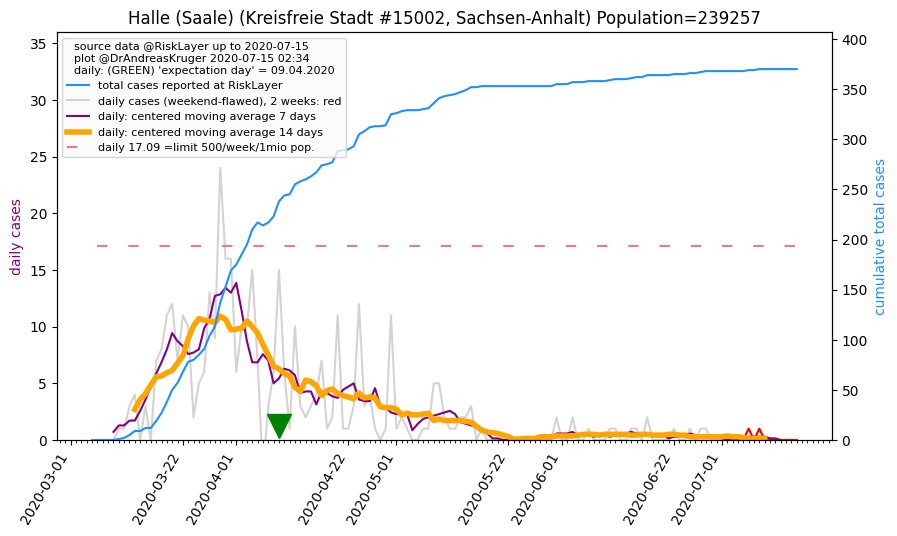 Halle (Saale) (Kreisfreie Stadt #15002, Sachsen-Anhalt) Population=239257
source data @RiskLayer up to 2020-07-15
plot @DrAndreasKruger 2020-07-15 02:34
daily: (GREEN) 'expectation day' = 09.04.2020
total cases reported at RiskLayer
daily cases (weekend-flawed), 2 weeks: red
daily: centered moving average 7 days
daily: centered moving average 14 days
daily 17.09 =limit 500/week/1mio pop.
daily cases
35
30
25
20
15
10
5
0
400
350
300
250
200
150
100
50
0
cumulative total cases
2020-03-01
2020-03-22
2020-04-01
2020-04-22
2020-05-01
2020-05-22
2020-06-01
2020-06-22
2020-07-01